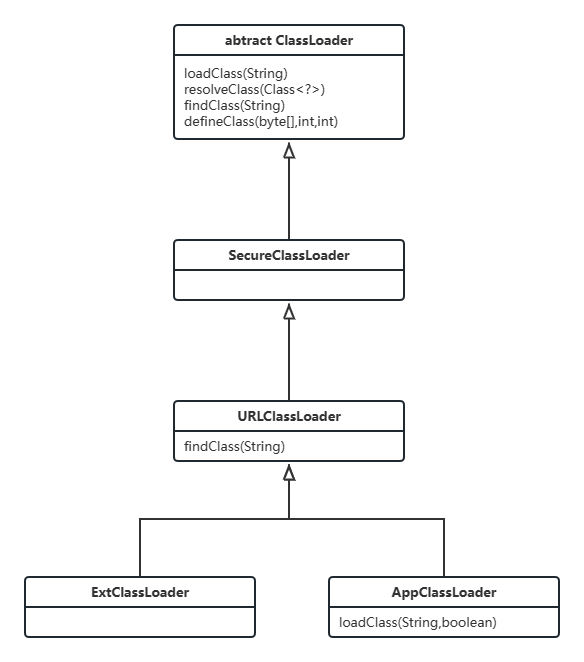 abtract ClassLoader
loadClass(String)
resolveClass(Class<?>)
findClass(String)
defineClass(byte[],int,int)
SecureClassLoader
URLClassLoader
findClass(String)
ExtClassLoader
AppClassLoader
loadClass(String,boolean)